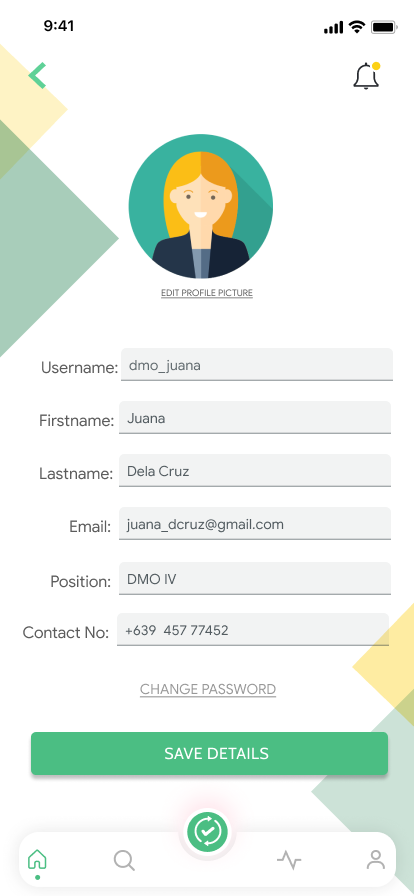 9:41
EDIT PROFILE PICTURE
Username: dmo_juana
Firstname: Juana
Lastname: Dela Cruz
Email: juana_dcruz@gmail.com
Position: DMO IV
Contact No: +639 457 77452
CHANGE PASSWORD
SAVE DETAILS